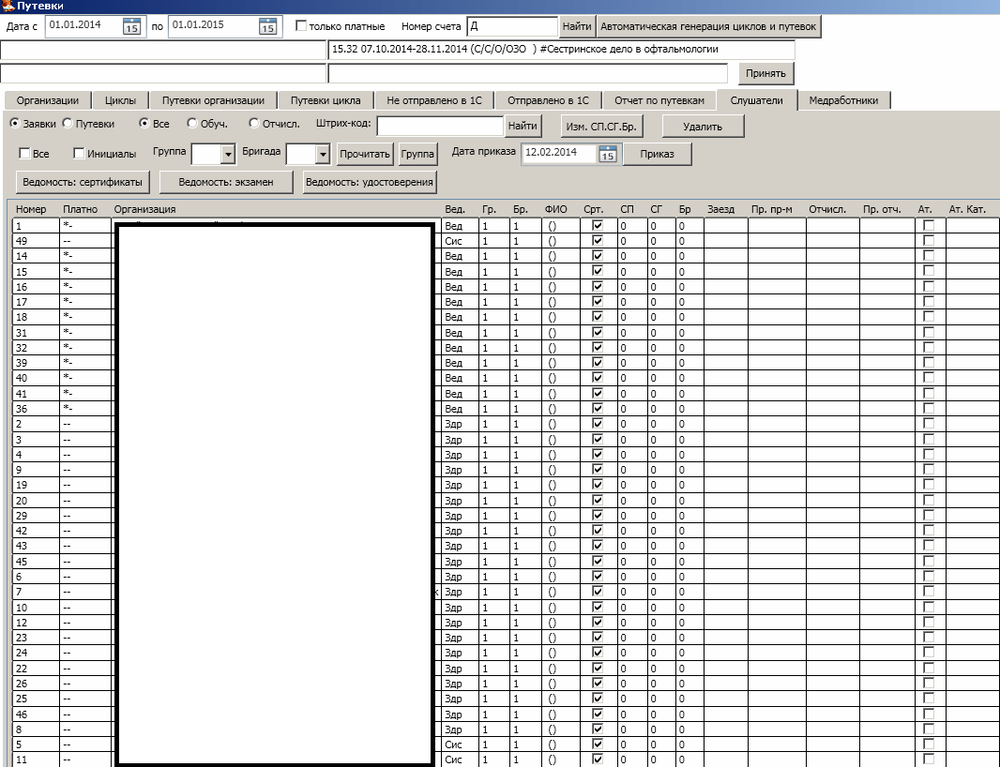 Путевки
Дата с 01.01.2014 15 по 01.01.2015 15 только платные Номер счета Д Найти Автоматическая генерация циклов и путевок
15.32 07.10.2014-28.11.2014 (С/С/О/ОЗО ) #Сестринское дело в офтальмологии
Принять
Организации Циклы Путевки организации Путевки цикла Не отправлено в 1С Отправлено в 1С Отчет по путевкам Слушатели Медработники
Заявки Путевки Все Обуч. Отчисл. Штрих-код: Найти Изм. СП.СГ.Бр. Удалить
Все Инициалы Группа Бригада Прочитать Группа Дата приказа 12.02.2014 15 Приказ
Ведомость: сертификаты Ведомость: экзамен Ведомость: удостоверения
Номер Платно Организация Вед. Гр. Бр. ФИО Срт. СП СГ Бр Заезд Пр. пр-м Отчисл. Пр. отч. Ат. Ат. Кат.
1 *- Вед 1 1 () 0 0 0
49 -- Сис 1 1 () 0 0 0
14 *- Вед 1 1 () 0 0 0
15 *- Вед 1 1 () 0 0 0
16 *- Вед 1 1 () 0 0 0
17 *- Вед 1 1 () 0 0 0
18 *- Вед 1 1 () 0 0 0
31 *- Вед 1 1 () 0 0 0
32 *- Вед 1 1 () 0 0 0
39 *- Вед 1 1 () 0 0 0
40 *- Вед 1 1 () 0 0 0
41 *- Вед 1 1 () 0 0 0
36 *- Вед 1 1 () 0 0 0
2 -- Здр 1 1 () 0 0 0
3 -- Здр 1 1 () 0 0 0
4 -- Здр 1 1 () 0 0 0
9 -- Здр 1 1 () 0 0 0
19 -- Здр 1 1 () 0 0 0
20 -- Здр 1 1 () 0 0 0
29 -- Здр 1 1 () 0 0 0
42 -- Здр 1 1 () 0 0 0
43 -- Здр 1 1 () 0 0 0
45 -- Здр 1 1 () 0 0 0
6 -- Здр 1 1 () 0 0 0
7 -- Здр 1 1 () 0 0 0
10 -- Здр 1 1 () 0 0 0
12 -- Здр 1 1 () 0 0 0
23 -- Здр 1 1 () 0 0 0
24 -- Здр 1 1 () 0 0 0
22 -- Здр 1 1 () 0 0 0
26 -- Здр 1 1 () 0 0 0
25 -- Здр 1 1 () 0 0 0
46 -- Здр 1 1 () 0 0 0
8 -- Здр 1 1 () 0 0 0
5 -- Сис 1 1 () 0 0 0
11 -- Сис 1 1 () 0 0 0